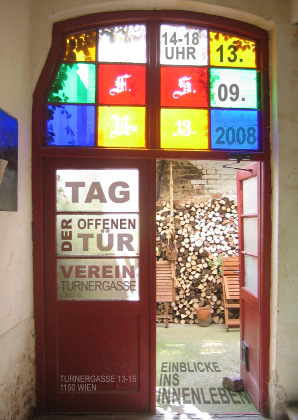 14-18
UHR
13.
09.
2008
F. S.
TAG
DER OFFENEN
TÜR
VEREIN
TURNERGASSE
TURNERGASSE 13-15
1150 WIEN
EINBLICKE
INS
INNENLEBEN